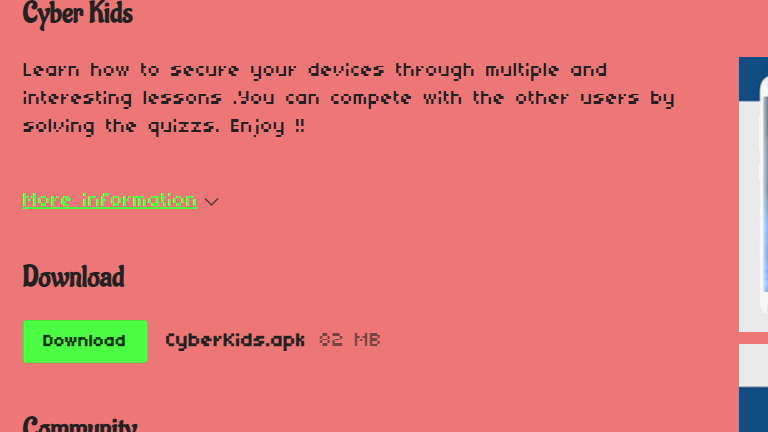 Cyber Kids
Learn how to secure your devices through multiple and
interesting lessons .You can compete with the other users by
solving the quizzs. Enjoy !!
More information
Download
Download CyberKids.apk 82 MB
Community